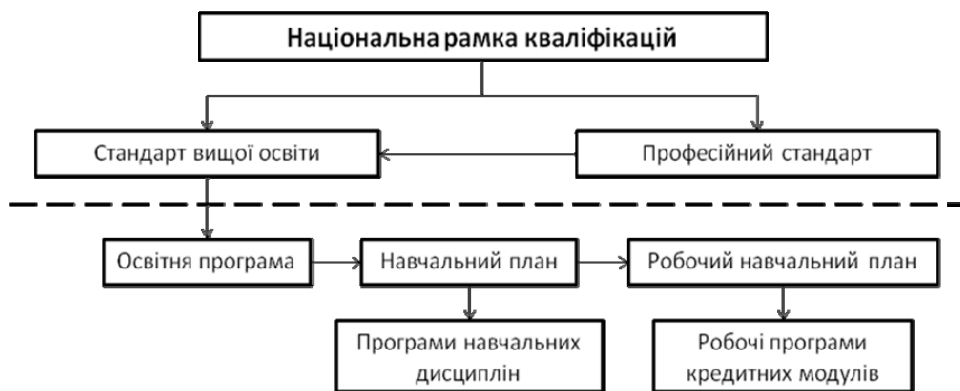 Національна рамка кваліфікацій
Стандарт вищої освіти
Професійний стандарт
Освітня програма
Навчальний план
Робочий навчальний план
Програми навчальних
дисциплін
Робочі програми
кредитних модулів